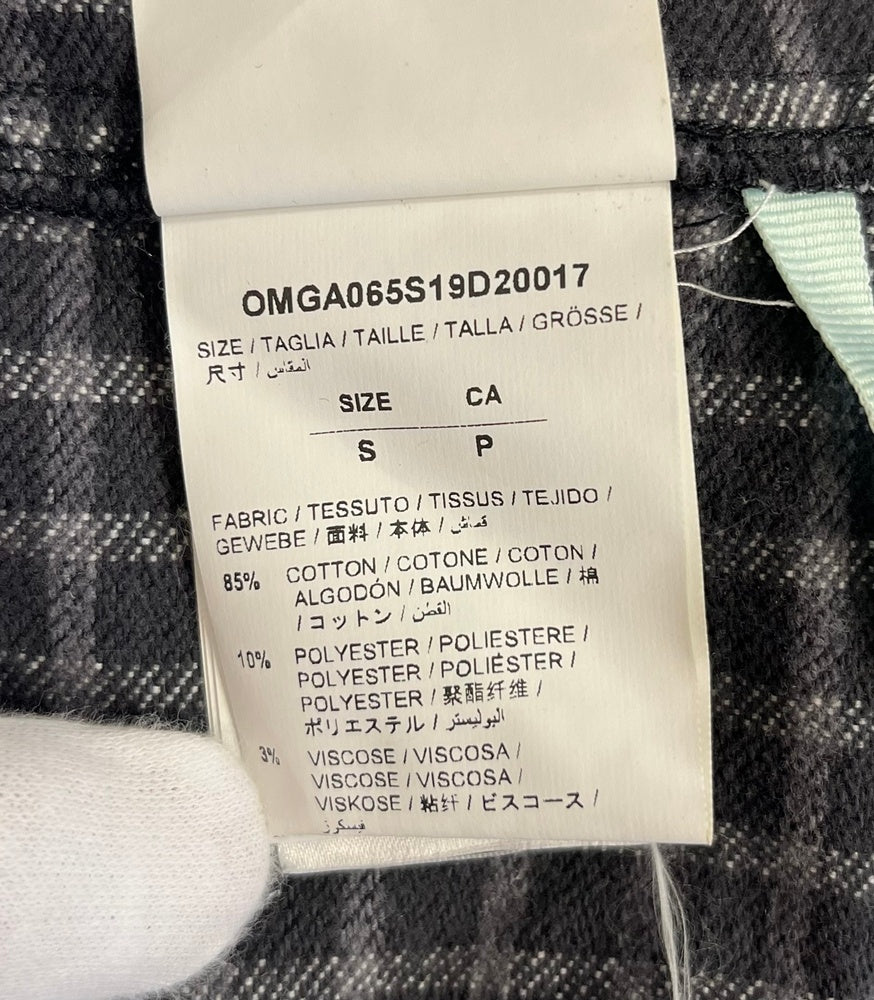 OMGA065S19D20017
SIZE / TAGLIA / TAILLE / TALLA / GRÖSSE /
尺寸 / المقاس
SIZE CA
S P
FABRIC / TESSUTO / TISSUS / TEJIDO /
GEWEBE / 面料 / 本体 / قماش
85% COTTON / COTONE / COTON /
ALGODÓN / BAUMWOLLE / 棉
/ コットン / القطن
10% POLYESTER / POLIESTERE /
POLYESTER / POLIÉSTER /
POLYESTER / 聚酯纤维 /
ポリエステル / البوليستر
3% VISCOSE / VISCOSA /
VISCOSE / VISCOSA /
VISKOSE / 粘纤 / ビスコース /
فيسكوز